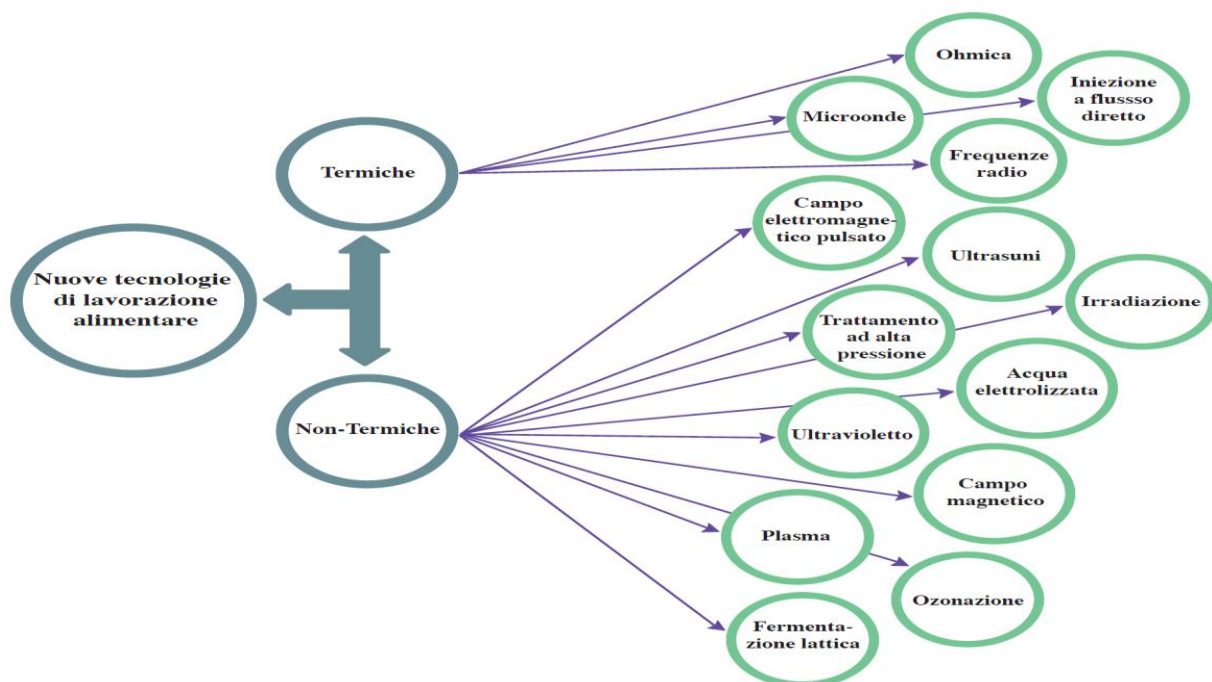 Ohmica
Iniezione
a flussso
diretto
Microonde
Termiche
Frequenze
radio
Campo
elettromagne-
tico pulsato
Ultrasuni
Nuove tecnologie
di lavorazione
alimentare
Irradiazione
Trattamento
ad alta
pressione
Acqua
elettrolizzata
Non-Termiche
Ultravioletto
Campo
magnetico
Plasma
Ozonazione
Fermenta-
zione lattica